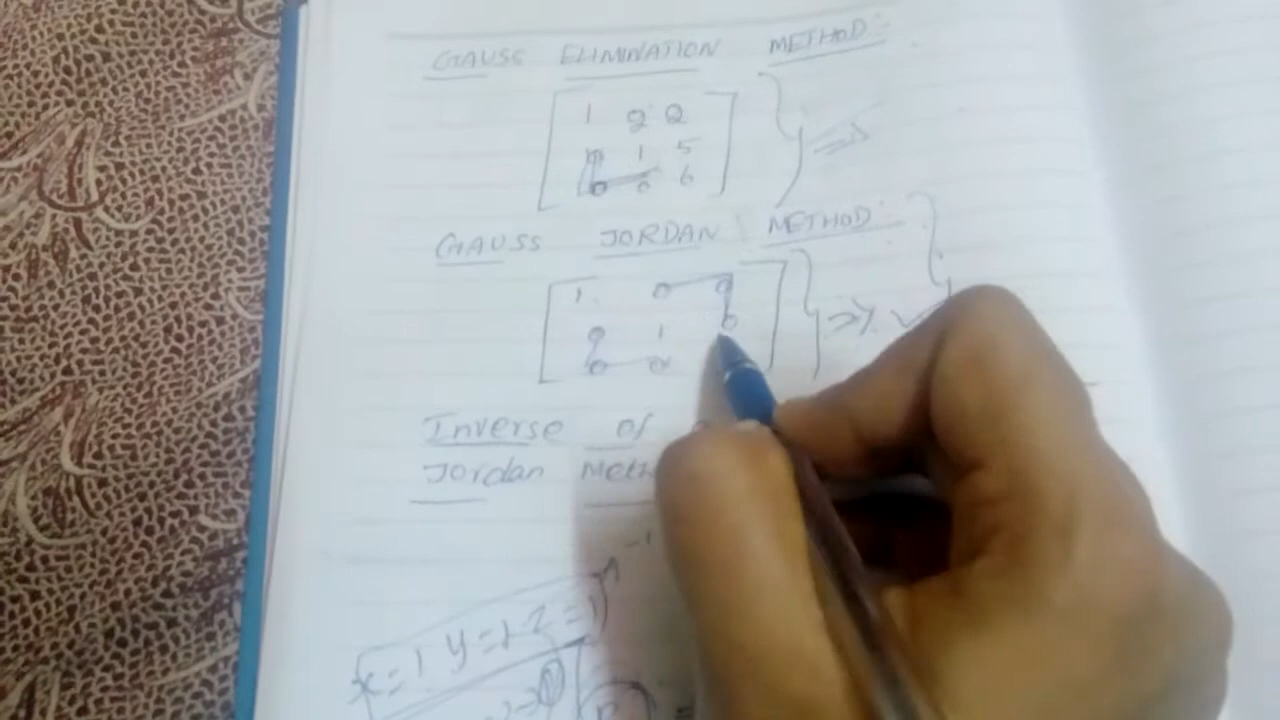 GAUSS ELIMINATION METHOD:
1 2 2
0 1 5
0 0 6
GAUSS JORDAN METHOD:
1 0 0
0 1 0
0 0
Inverse of
Jordan
x=1 y=1 z=1